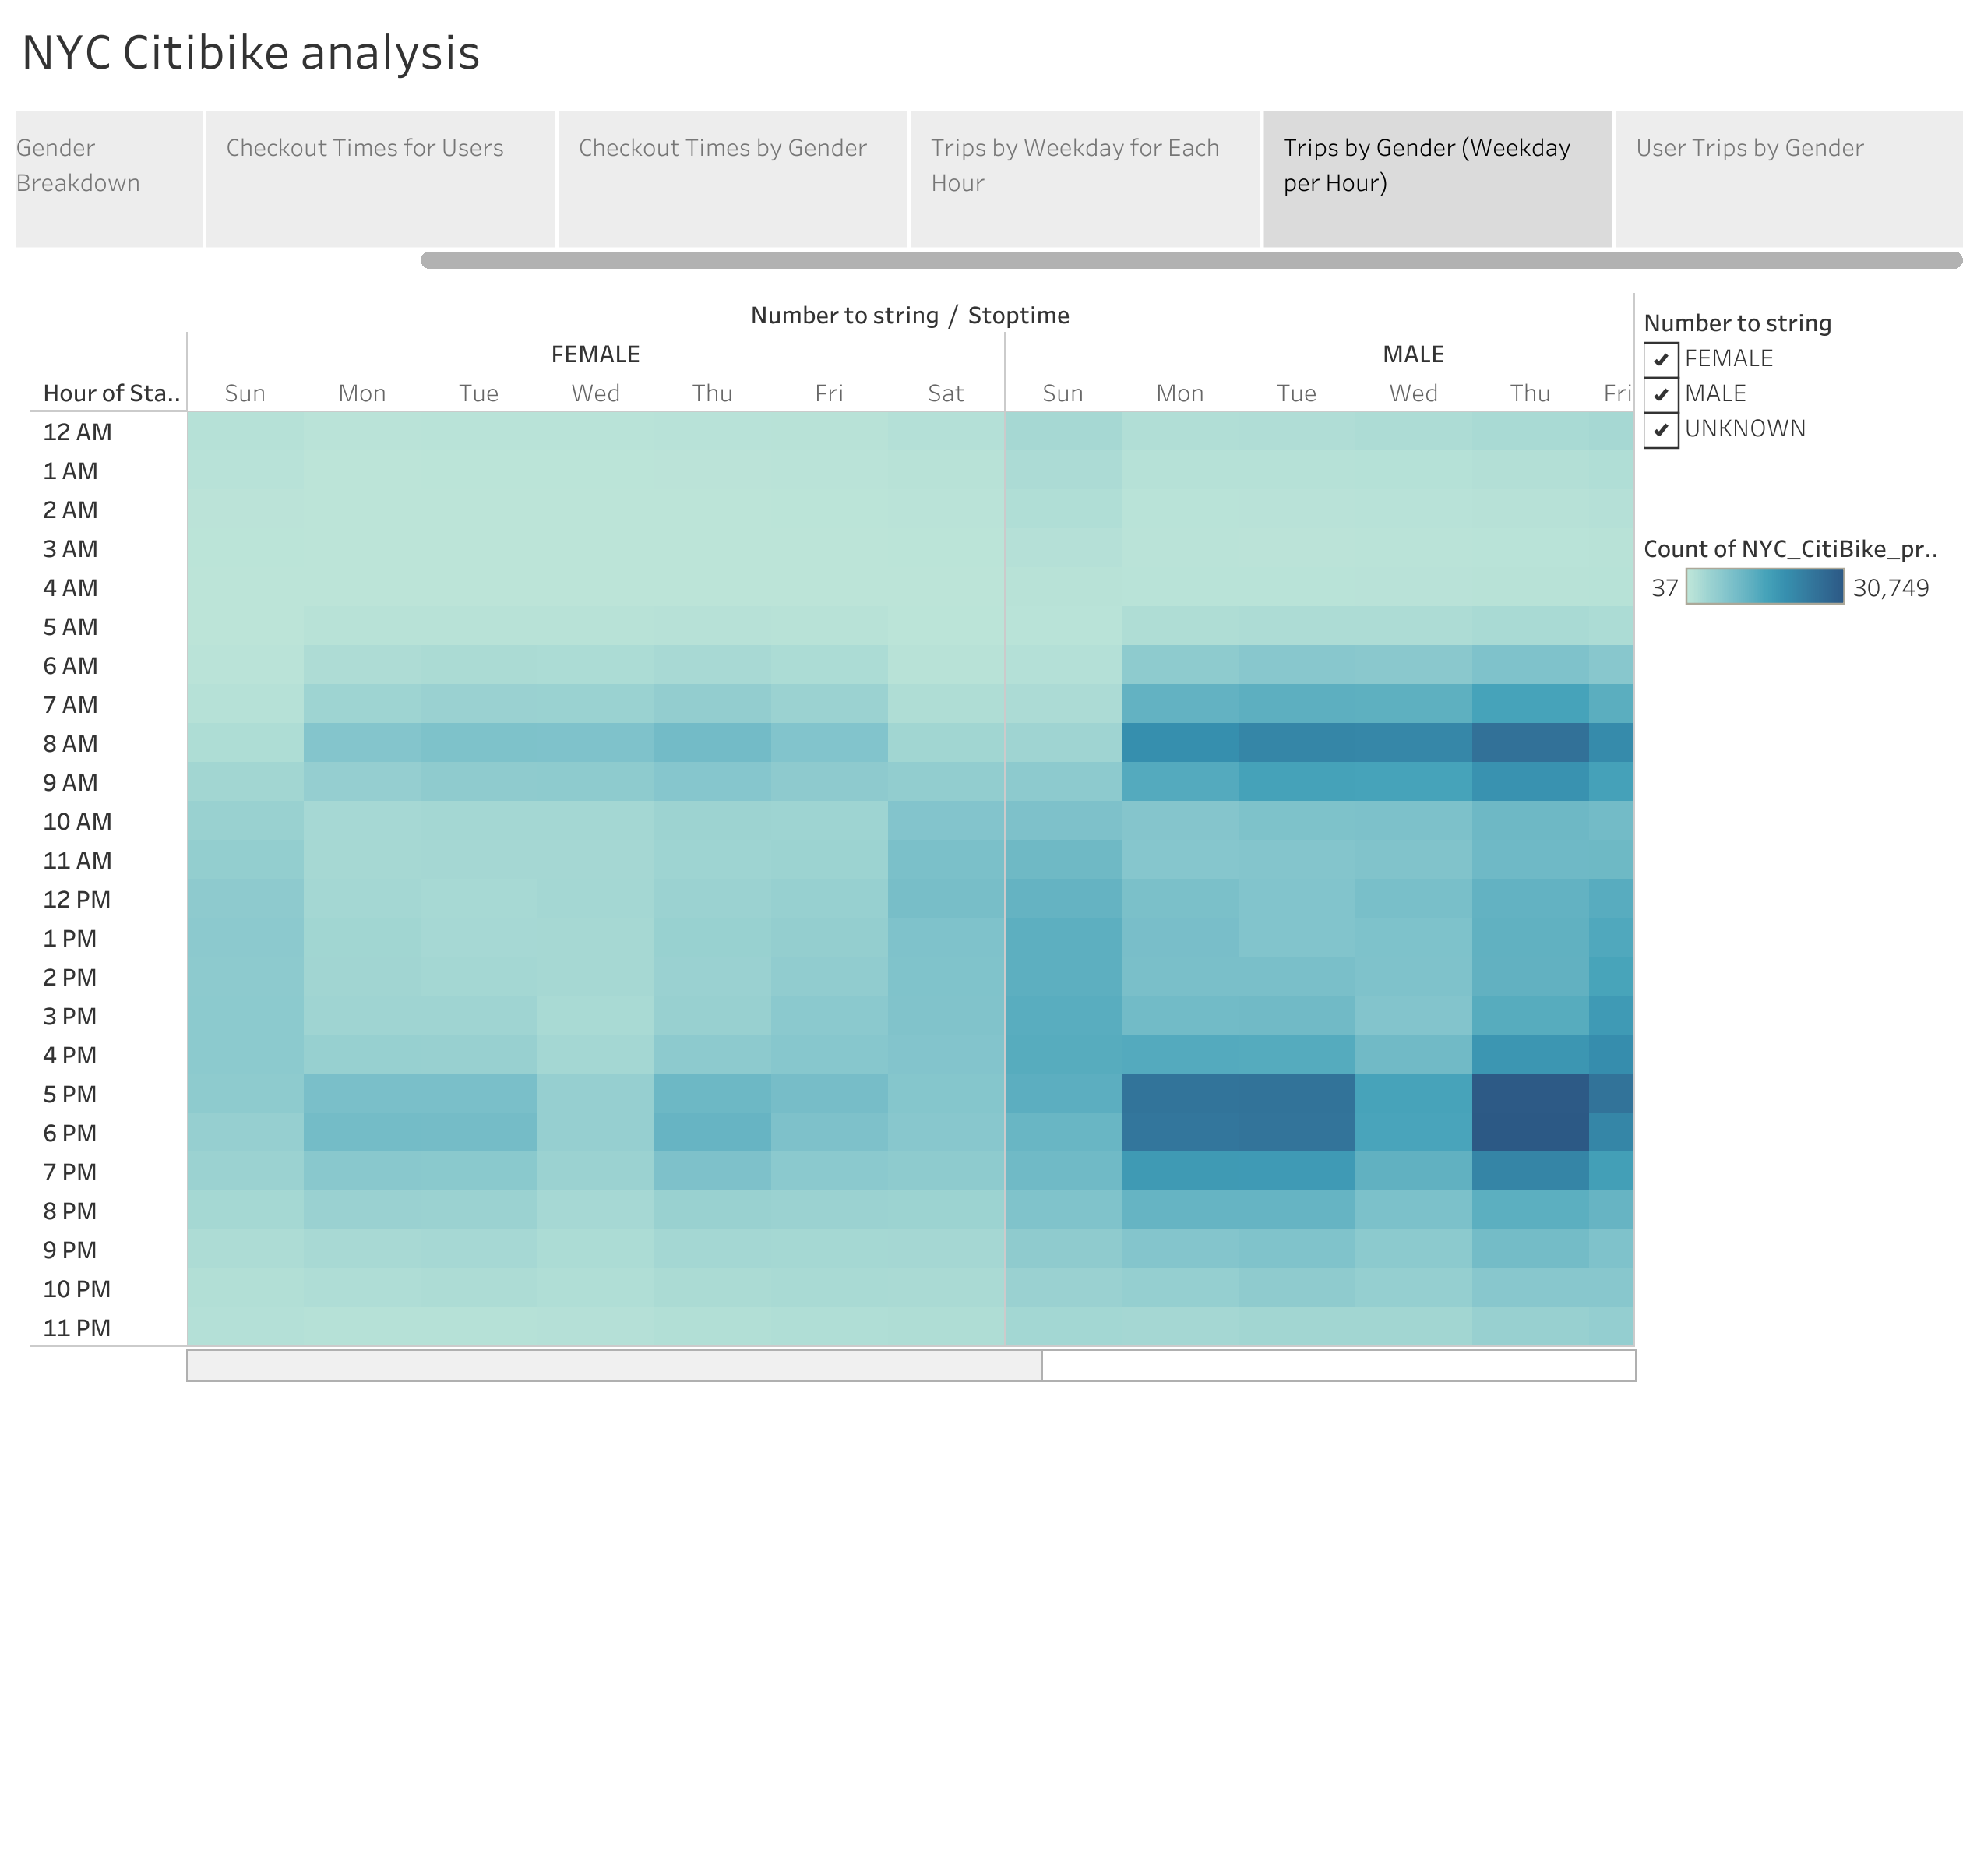 NYC Citibike analysis
Gender
Breakdown
Checkout Times for Users
Checkout Times by Gender
Trips by Weekday for Each
Hour
Trips by Gender (Weekday
per Hour)
User Trips by Gender
Number to string / Stoptime
FEMALE MALE
Hour of Sta.. Sun Mon Tue Wed Thu Fri Sat Sun Mon Tue Wed Thu Fri
12 AM
1 AM
2 AM
3 AM
4 AM
5 AM
6 AM
7 AM
8 AM
9 AM
10 AM
11 AM
12 PM
1 PM
2 PM
3 PM
4 PM
5 PM
6 PM
7 PM
8 PM
9 PM
10 PM
11 PM
Number to string
FEMALE
MALE
UNKNOWN
Count of NYC_CitiBike_pr..
37 30,749